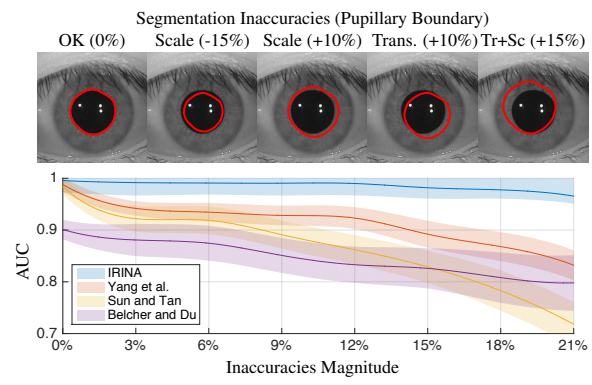 Segmentation Inaccuracies (Pupillary Boundary)
OK (0%) Scale (-15%) Scale (+10%) Trans. (+10%) Tr+Sc (+15%)
1
0.9
0.8
0.7
AUC
IRINA
Yang et al.
Sun and Tan
Belcher and Du
0% 3% 6% 9% 12% 15% 18% 21%
Inaccuracies Magnitude